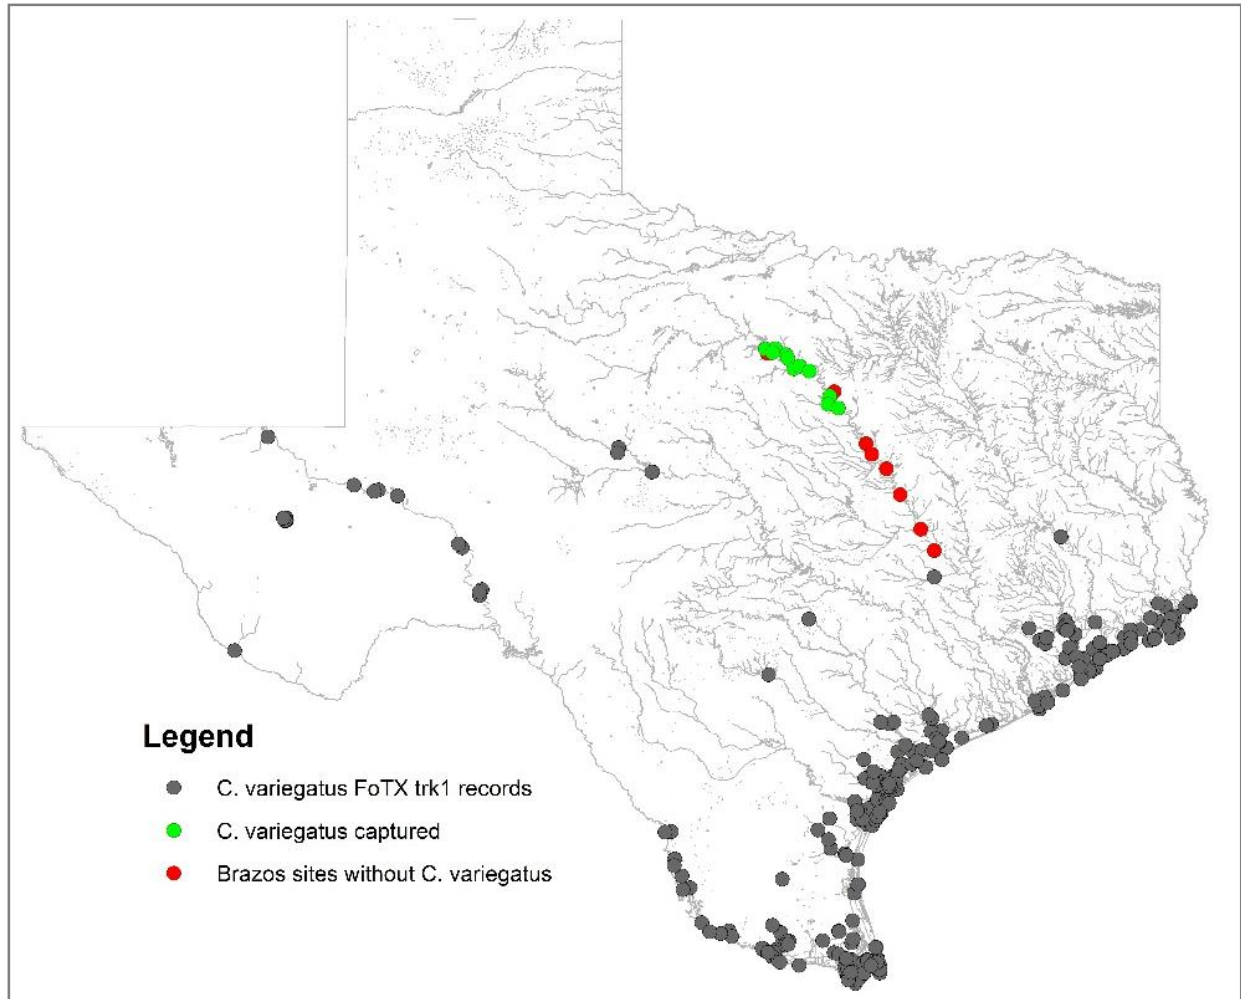 Legend
C. variegatus FoTX trk1 records
C. variegatus captured
Brazos sites without C. variegatus